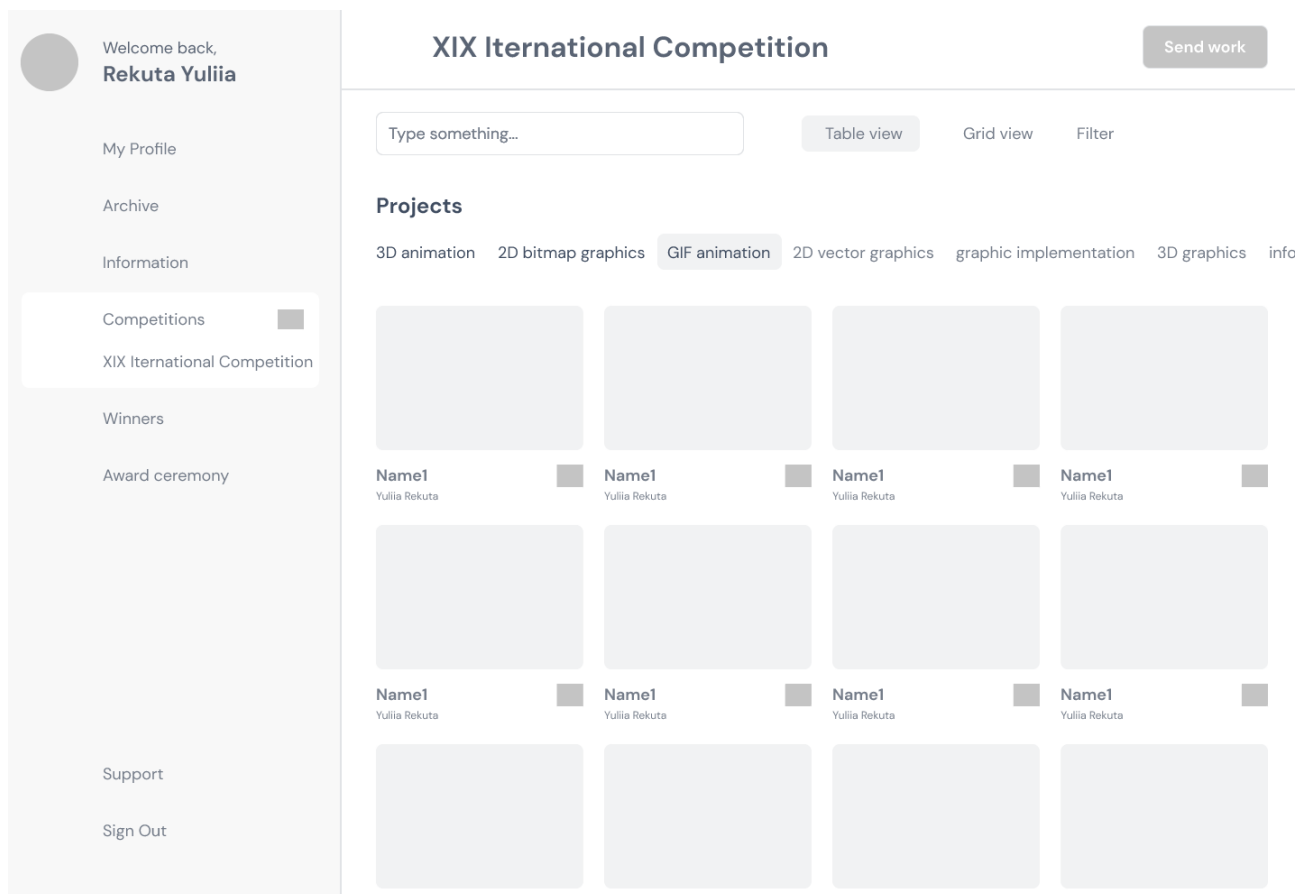 Welcome back,
Rekuta Yuliia
My Profile
Archive
Information
Competitions
XIX Iternational Competition
Winners
Award ceremony
Support
Sign Out
XIX Iternational Competition
Send work
Type something...
Table view
Grid view
Filter
Projects
3D animation
2D bitmap graphics
GIF animation
2D vector graphics
graphic implementation
3D graphics
info
Name1
Yuliia Rekuta
Name1
Yuliia Rekuta
Name1
Yuliia Rekuta
Name1
Yuliia Rekuta
Name1
Yuliia Rekuta
Name1
Yuliia Rekuta
Name1
Yuliia Rekuta
Name1
Yuliia Rekuta